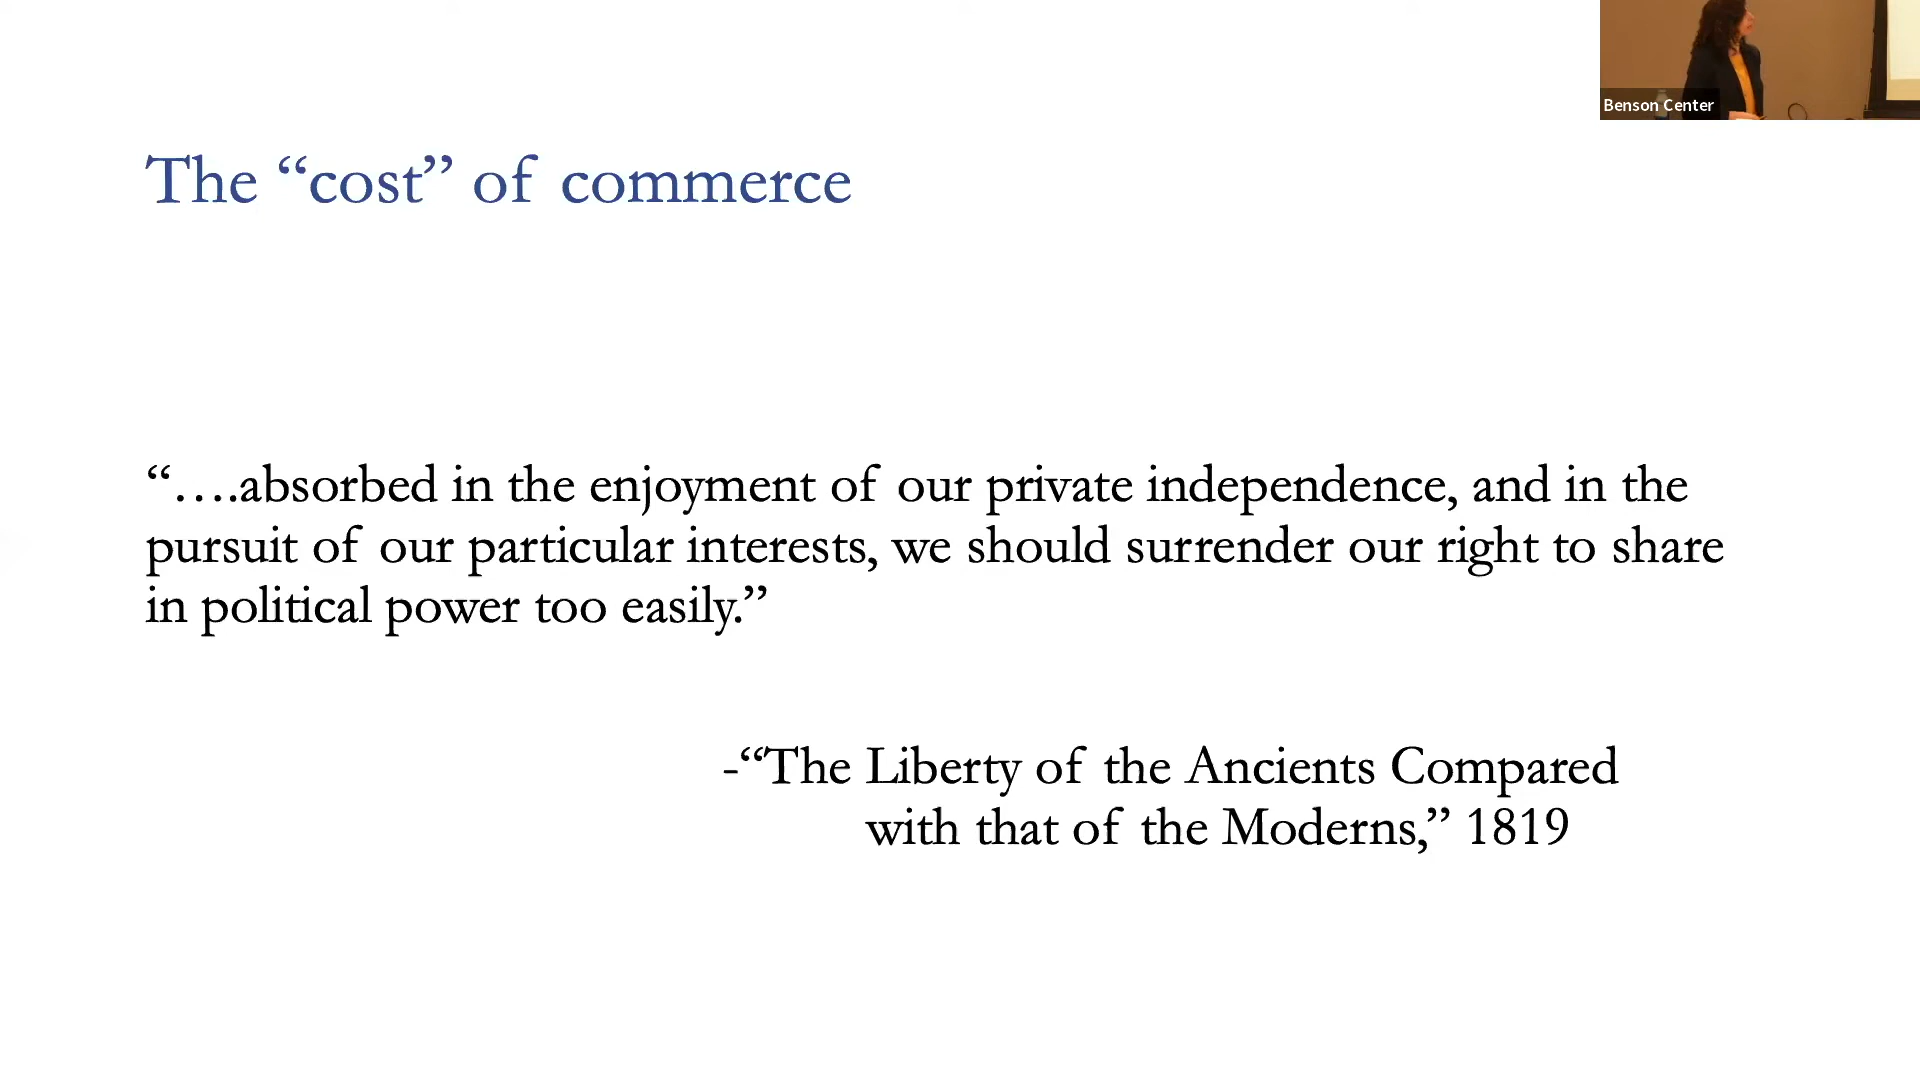 Benson Center
The “cost” of commerce
“….absorbed in the enjoyment of our private independence, and in the
pursuit of our particular interests, we should surrender our right to share
in political power too easily.”
-“The Liberty of the Ancients Compared
with that of the Moderns,” 1819